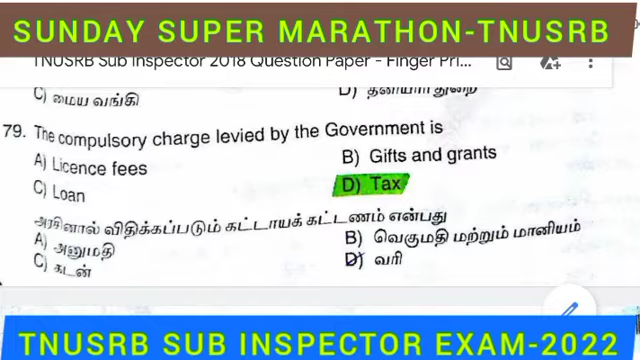 SUNDAY SUPER MARATHON-TNUSRB
TNUSRB Sub Inspector 2018 Question Paper - Finger Pri...
C) மைய வங்கி D) தனியார் துறை
79. The compulsory charge levied by the Government is
A) Licence fees B) Gifts and grants
C) Loan D) Tax
அரசினால் விதிக்கப்படும் கட்டாயக் கட்டணம் என்பது
A) அனுமதி B) வெகுமதி மற்றும் மானியம்
C) கடன் D) வரி
TNUSRB SUB INSPECTOR EXAM-2022